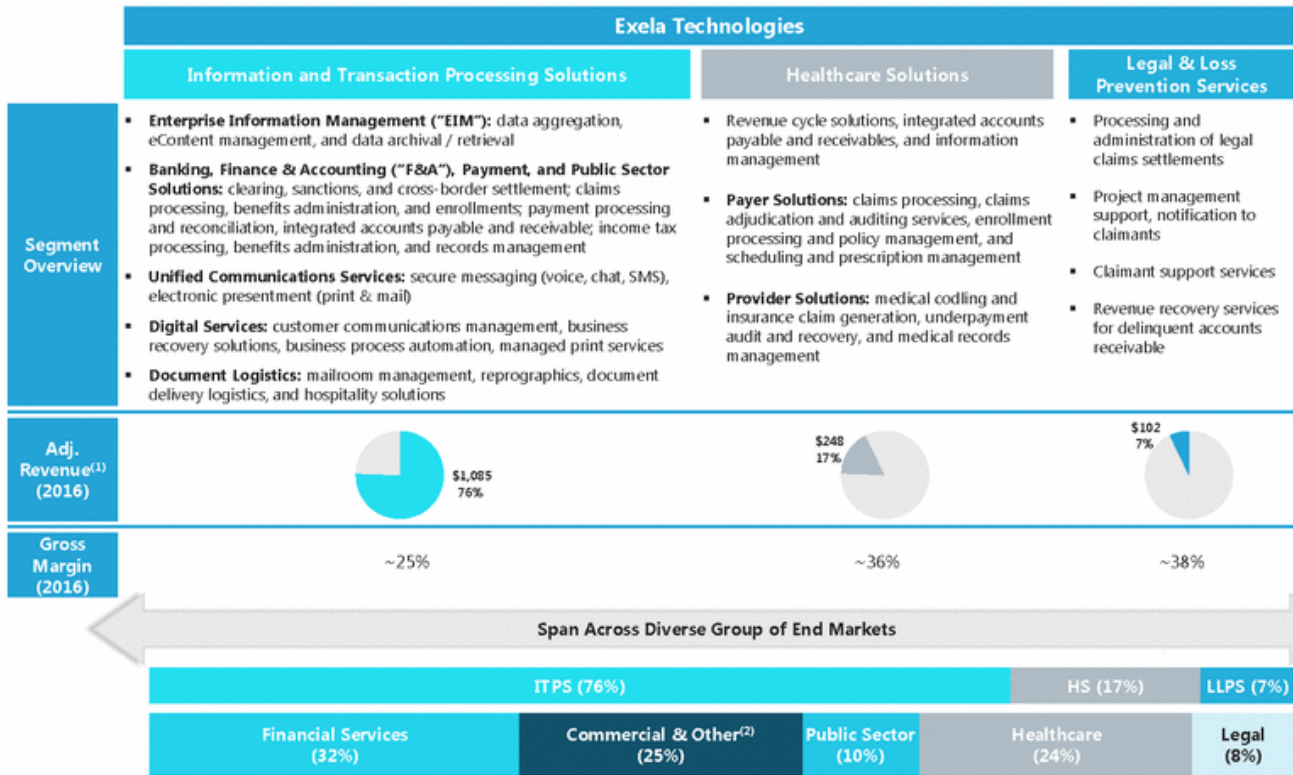 Exela Technologies
Information and Transaction Processing Solutions
Healthcare Solutions
Legal & Loss
Prevention Services
Segment
Overview
▪ Enterprise Information Management ("EIM"): data aggregation,
eContent management, and data archival / retrieval
▪ Banking, Finance & Accounting ("F&A"), Payment, and Public Sector
Solutions: clearing, sanctions, and cross-border settlement; claims
processing, benefits administration, and enrollments; payment processing
and reconciliation, integrated accounts payable and receivable; income tax
processing, benefits administration, and records management
▪ Unified Communications Services: secure messaging (voice, chat, SMS),
electronic presentment (print & mail)
▪ Digital Services: customer communications management, business
recovery solutions, business process automation, managed print services
▪ Document Logistics: mailroom management, reprographics, document
delivery logistics, and hospitality solutions
▪ Revenue cycle solutions, integrated accounts
payable and receivables, and information
management
▪ Payer Solutions: claims processing, claims
adjudication and auditing services, enrollment
processing and policy management, and
scheduling and prescription management
▪ Provider Solutions: medical codling and
insurance claim generation, underpayment
audit and recovery, and medical records
management
▪ Processing and
administration of legal
claims settlements
▪ Project management
support, notification to
claimants
▪ Claimant support services
▪ Revenue recovery services
for delinquent accounts
receivable
Adj.
Revenue(1)
(2016)
$1,085
76%
$248
17%
$102
7%
Gross
Margin
(2016)
~25%
~36%
~38%
Span Across Diverse Group of End Markets
ITPS (76%)
HS (17%)
LLPS (7%)
Financial Services
(32%)
Commercial & Other(2)
(25%)
Public Sector
(10%)
Healthcare
(24%)
Legal
(8%)